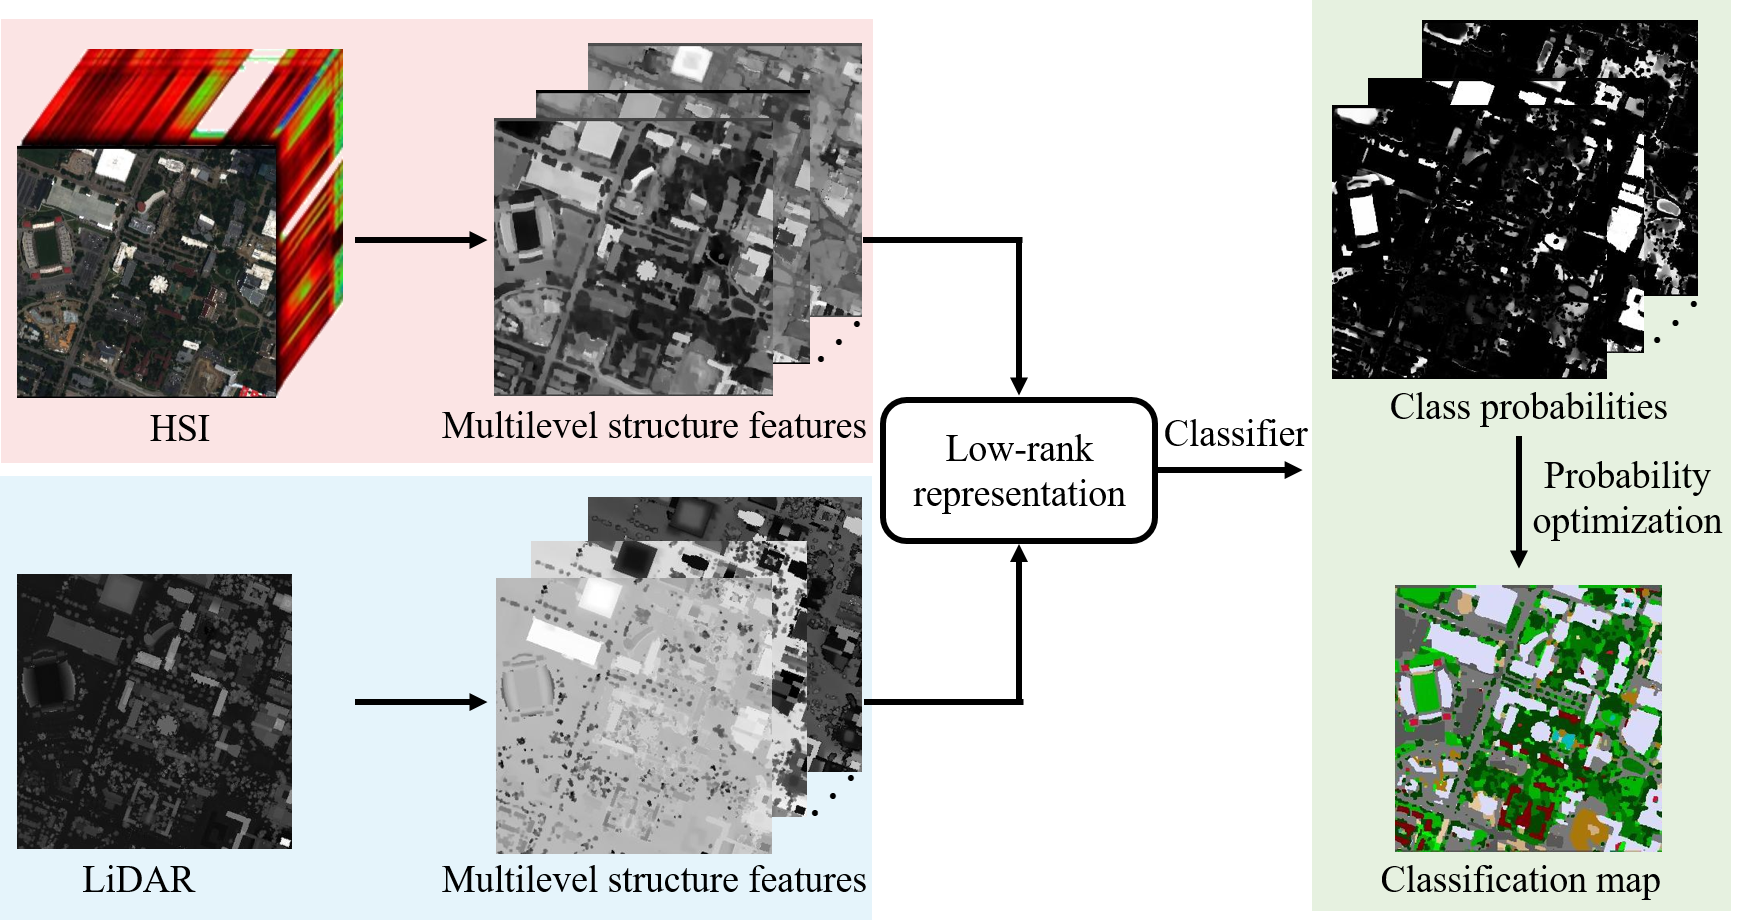 HSI
Multilevel structure features
LiDAR
Multilevel structure features
Low-rank
representation
Classifier
Class probabilities
Probability
optimization
Classification map